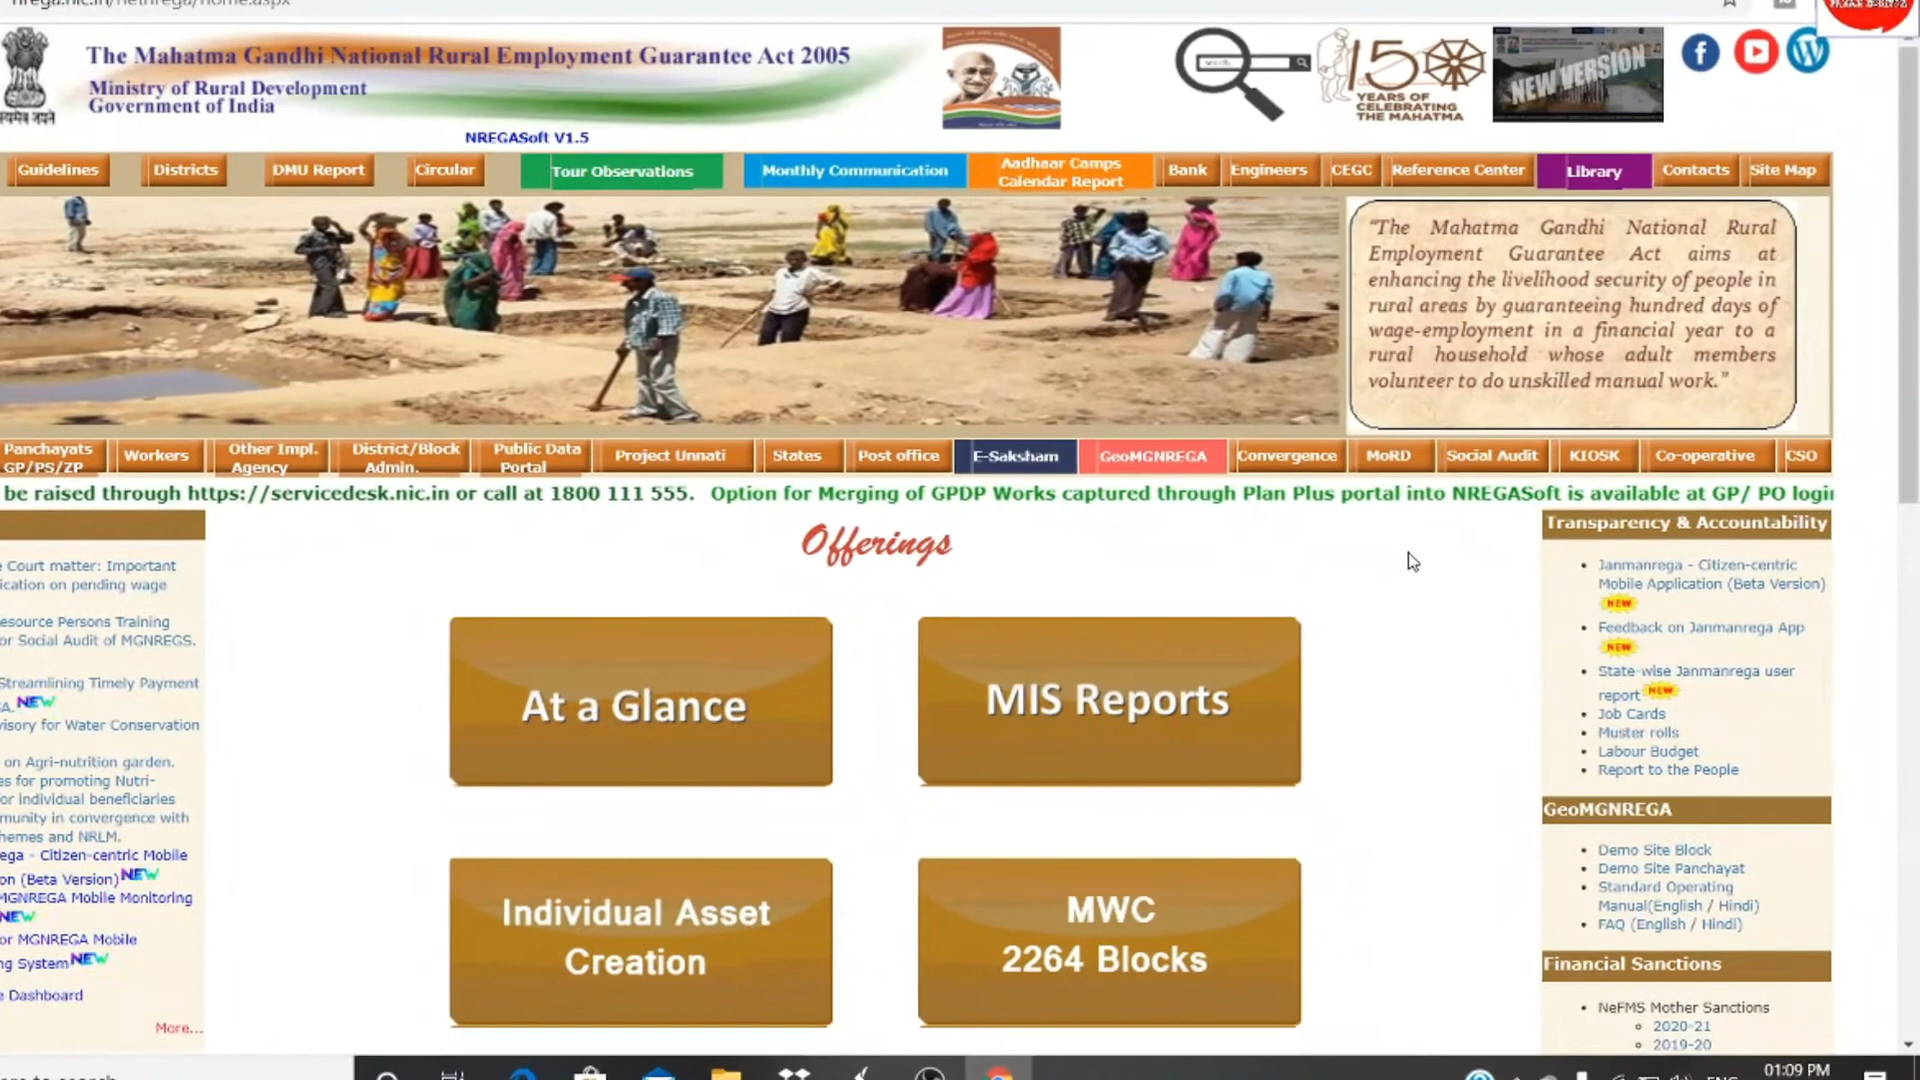 nrega.nic.in/netnrega/home.aspx
The Mahatma Gandhi National Rural Employment Guarantee Act 2005
Ministry of Rural Development
Government of India
NREGASoft V1.5
150
YEARS OF
CELEBRATING
THE MAHATMA
NEW VERSION
Guidelines
Districts
DMU Report
Circular
Tour Observations
Monthly Communication
Aadhaar Camps
Calendar Report
Bank
Engineers
CEGC
Reference Center
Library
Contacts
Site Map
"The Mahatma Gandhi National Rural
Employment Guarantee Act aims at
enhancing the livelihood security of people in
rural areas by guaranteeing hundred days of
wage-employment in a financial year to a
rural household whose adult members
volunteer to do unskilled manual work."
Panchayats
GP/PS/ZP
Workers
Other Impl.
Agency
District/Block
Admin.
Public Data
Portal
Project Unnati
States
Post office
E-Saksham
GeoMGNREGA
Convergence
MoRD
Social Audit
KIOSK
Co-operative
CSO
be raised through https://servicedesk.nic.in or call at 1800 111 555. Option for Merging of GPDP Works captured through Plan Plus portal into NREGASoft is available at GP/ PO login
Court matter: Important
ication on pending wage
esource Persons Training
or Social Audit of MGNREGS.
Streamlining Timely Payment
A. NEW
visory for Water Conservation
on Agri-nutrition garden.
es for promoting Nutri-
or individual beneficiaries
munity in convergence with
hemes and NRLM.
ega - Citizen-centric Mobile
on (Beta Version) NEW
MGNREGA Mobile Monitoring
NEW
or MGNREGA Mobile
ng System NEW
e Dashboard
More...
Offerings
At a Glance
MIS Reports
Individual Asset
Creation
MWC
2264 Blocks
Transparency & Accountability
Janmanrega - Citizen-centric
Mobile Application (Beta Version)
NEW
Feedback on Janmanrega App
NEW
State-wise Janmanrega user
report NEW
Job Cards
Muster rolls
Labour Budget
Report to the People
GeoMGNREGA
Demo Site Block
Demo Site Panchayat
Standard Operating
Manual(English / Hindi)
FAQ (English / Hindi)
Financial Sanctions
NeFMS Mother Sanctions
2020-21
2019-20
01:09 PM